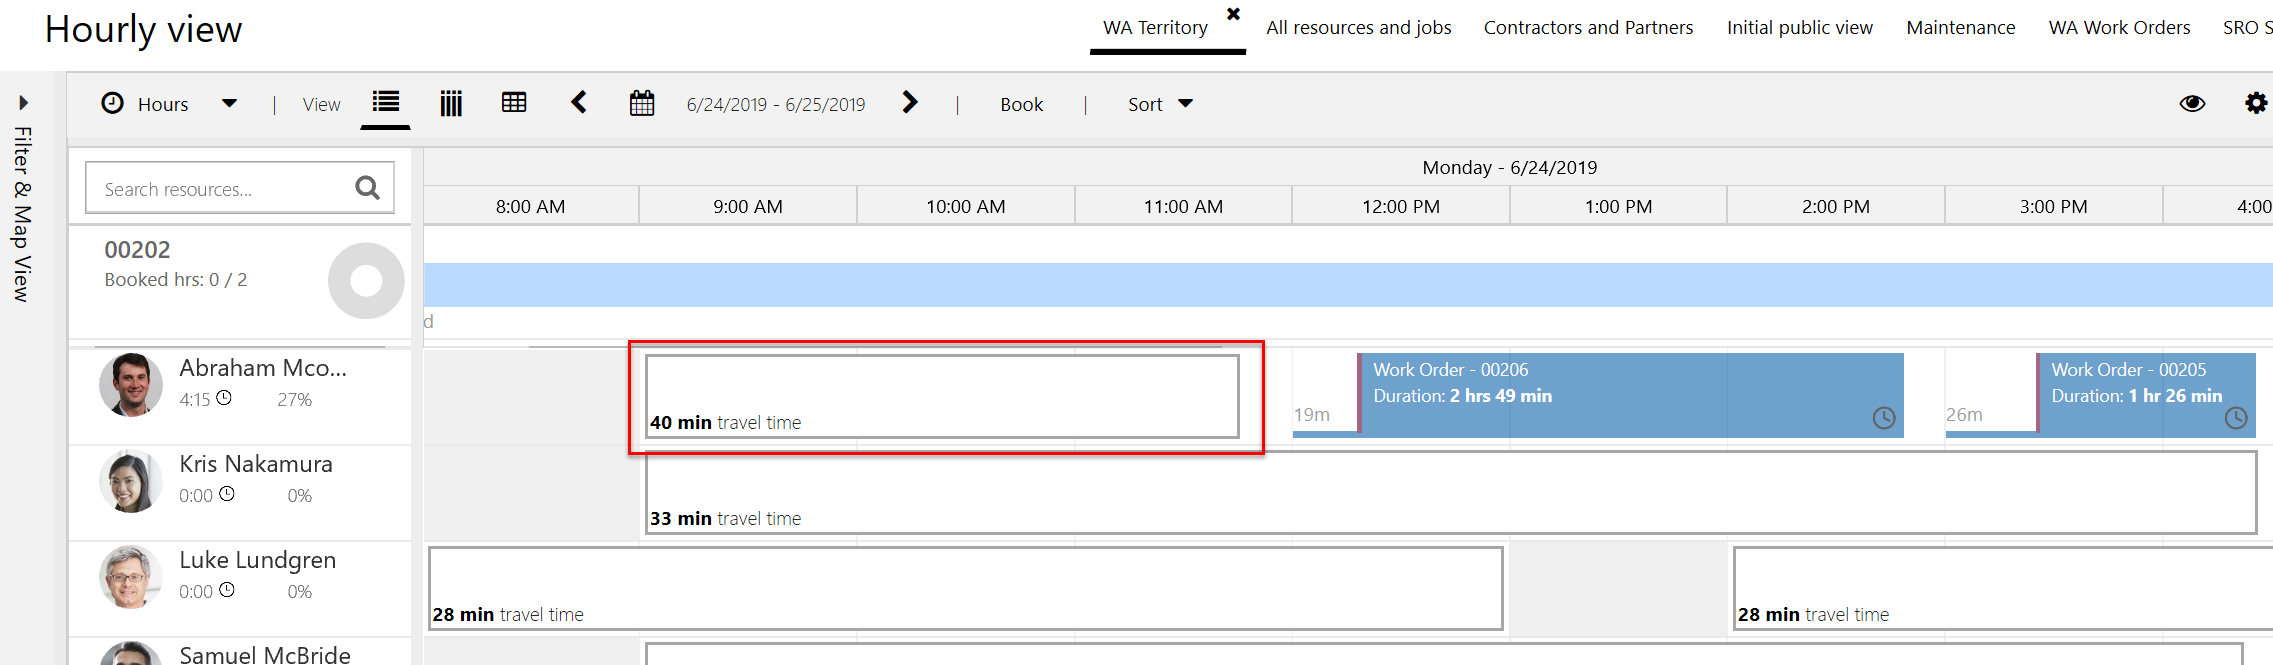 Hourly view
WA Territory
All resources and jobs
Contractors and Partners
Initial public view
Maintenance
WA Work Orders
SRO S
Filter & Map View
Hours
View
6/24/2019 - 6/25/2019
Book
Sort
Search resources...
Monday - 6/24/2019
8:00 AM
9:00 AM
10:00 AM
11:00 AM
12:00 PM
1:00 PM
2:00 PM
3:00 PM
4:00
00202
Booked hrs: 0 / 2
d
Abraham Mco...
4:15
27%
40 min travel time
19m
Work Order - 00206
Duration: 2 hrs 49 min
26m
Work Order - 00205
Duration: 1 hr 26 min
Kris Nakamura
0:00
0%
33 min travel time
Luke Lundgren
0:00
0%
28 min travel time
28 min travel time
Samuel McBride